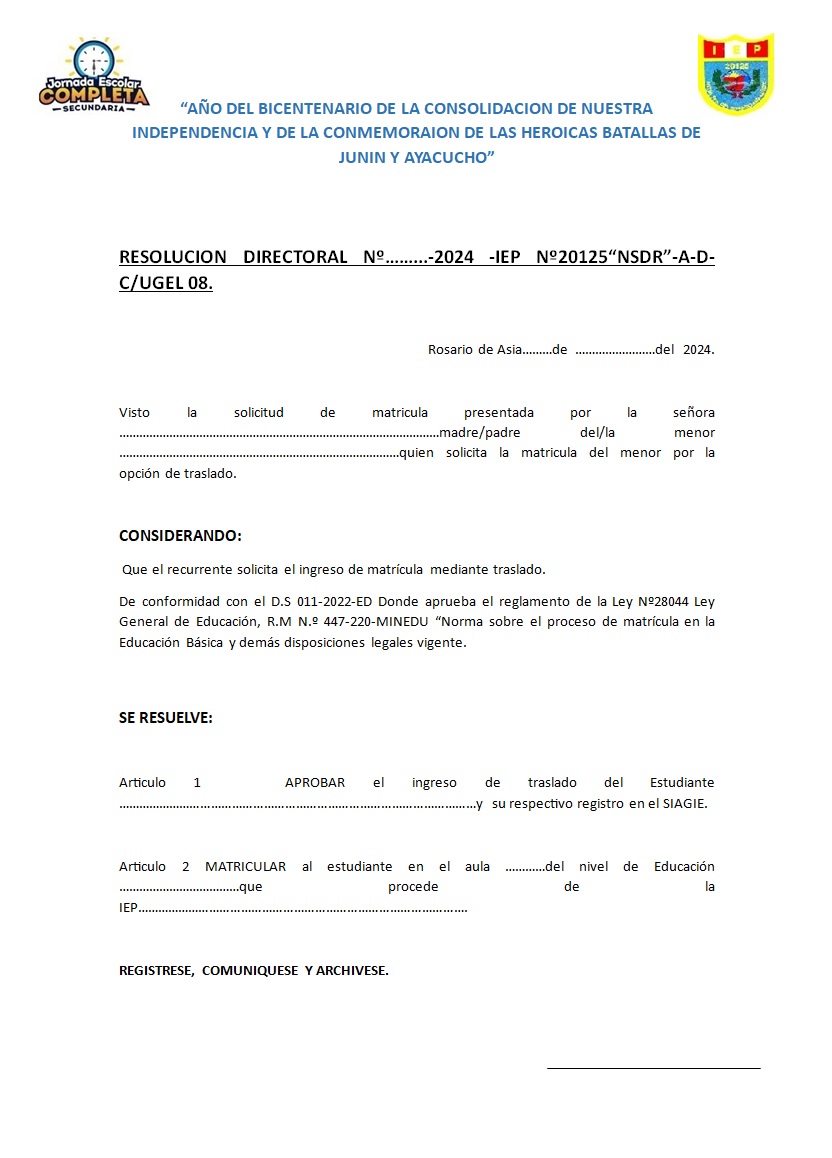 Jornada Escolar
COMPLETA
SECUNDARIA
I E P
20125
“AÑO DEL BICENTENARIO DE LA CONSOLIDACION DE NUESTRA
INDEPENDENCIA Y DE LA CONMEMORAION DE LAS HEROICAS BATALLAS DE
JUNIN Y AYACUCHO”
RESOLUCION DIRECTORAL Nº.........-2024 -IEP Nº20125“NSDR”-A-D-
C/UGEL 08.
Rosario de Asia.........de ........................del 2024.
Visto la solicitud de matricula presentada por la señora
................................................................................................madre/padre del/la menor
....................................................................................quien solicita la matricula del menor por la
opción de traslado.
CONSIDERANDO:
Que el recurrente solicita el ingreso de matrícula mediante traslado.
De conformidad con el D.S 011-2022-ED Donde aprueba el reglamento de la Ley Nº28044 Ley
General de Educación, R.M N.º 447-220-MINEDU “Norma sobre el proceso de matrícula en la
Educación Básica y demás disposiciones legales vigente.
SE RESUELVE:
Articulo 1 APROBAR el ingreso de traslado del Estudiante
...........................................................................................................y su respectivo registro en el SIAGIE.
Articulo 2 MATRICULAR al estudiante en el aula ............del nivel de Educación
....................................que procede de la
IEP...................................................................................................
REGISTRESE, COMUNIQUESE Y ARCHIVESE.